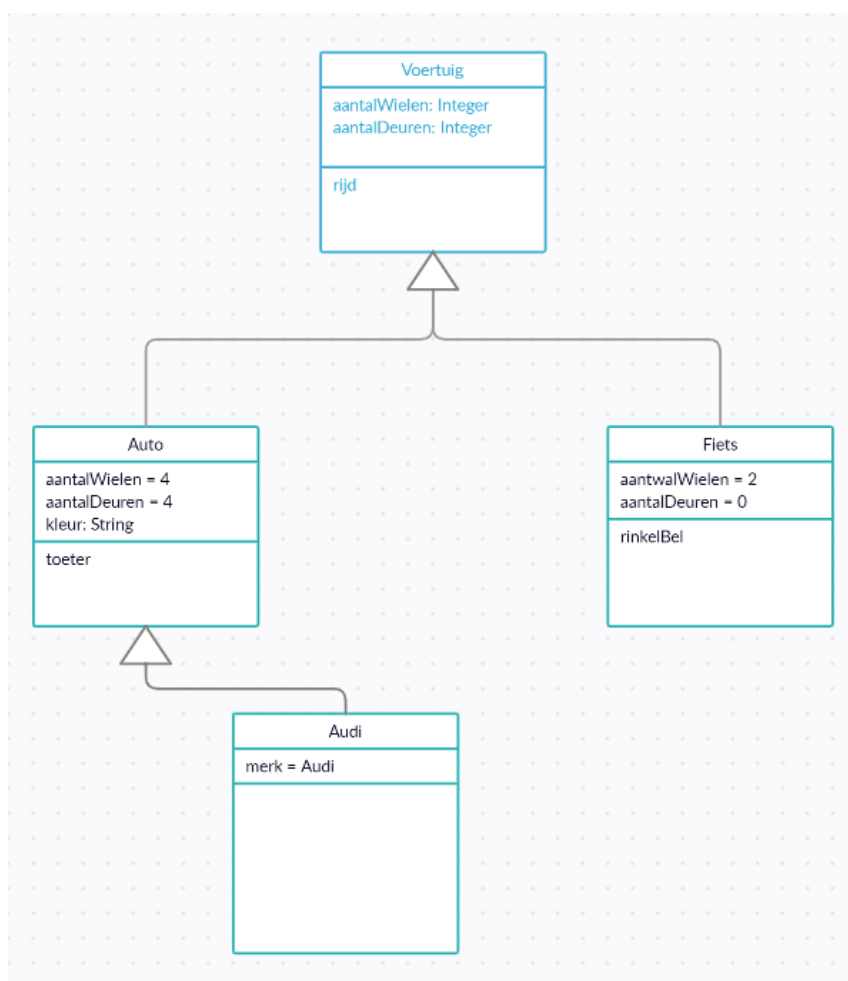 Voertuig
aantalWielen: Integer
aantalDeuren: Integer
rijd
Auto
aantalWielen = 4
aantalDeuren = 4
kleur: String
toeter
Fiets
aantwalWielen = 2
aantalDeuren = 0
rinkelBel
Audi
merk = Audi